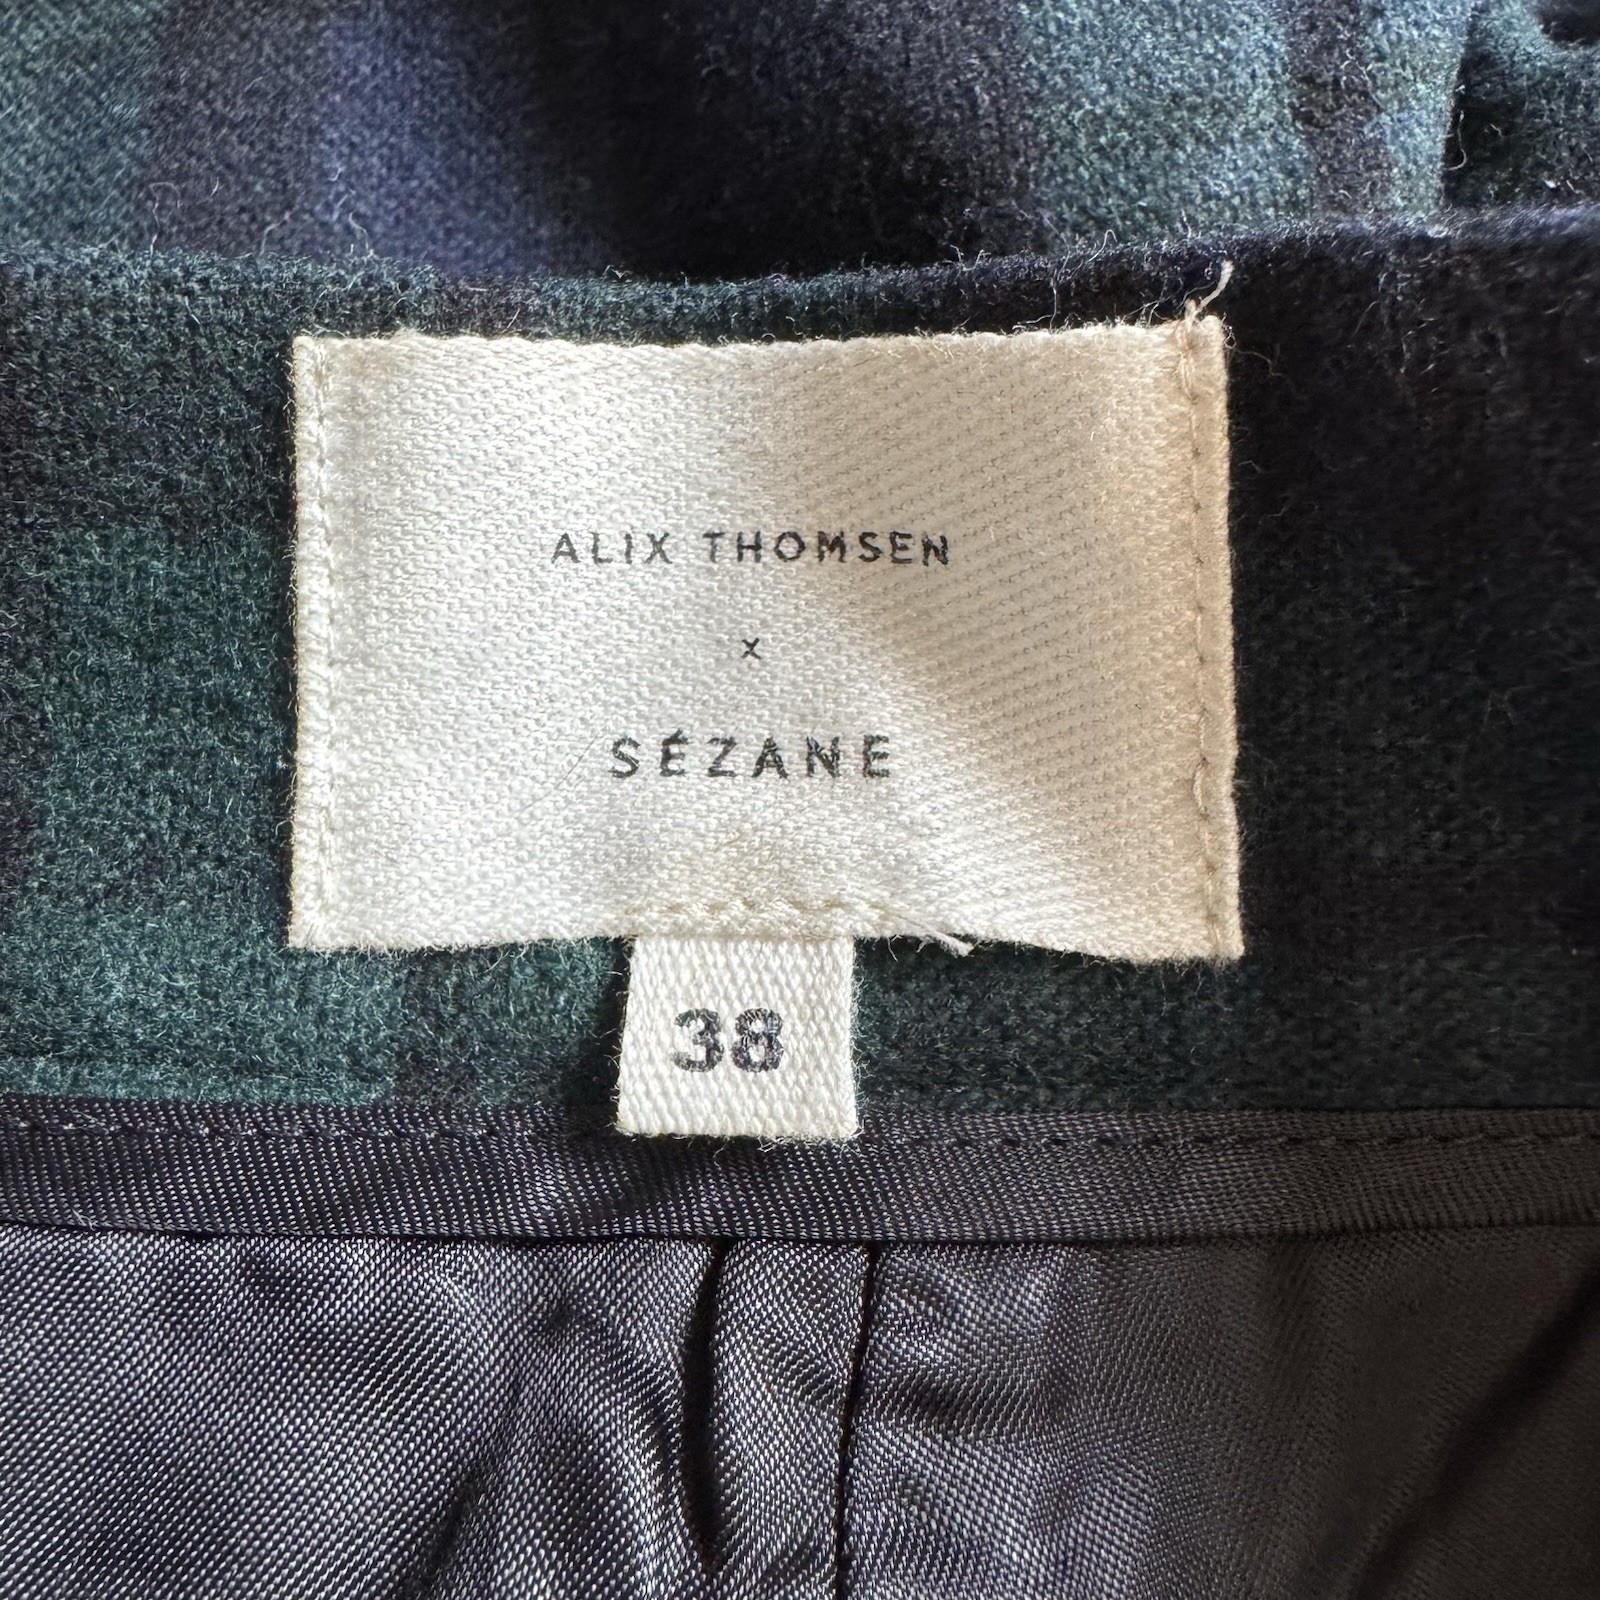 ALIX THOMSEN
x
SÉZANE
38